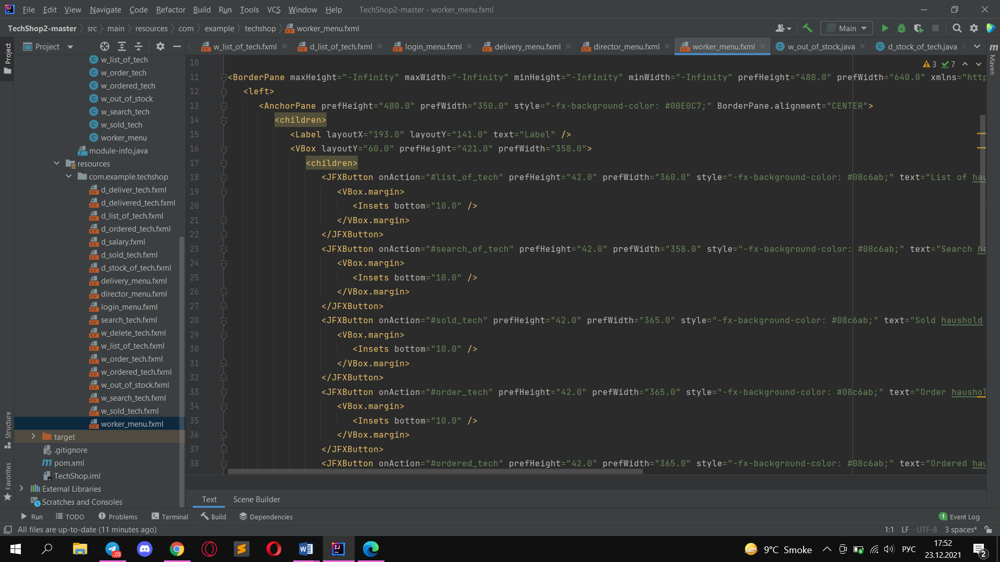 File Edit View Navigate Code Refactor Build Run Tools VCS Window Help TechShop2-master - worker_menu.fxml
TechShop2-master src main resources com example techshop worker_menu.fxml Main
Project w_list_of_tech.fxml d_list_of_tech.fxml login_menu.fxml delivery_menu.fxml director_menu.fxml worker_menu.fxml w_out_of_stock.java d_stock_of_tech.java
Project
Structure
Favorites
Maven
w_list_of_tech
w_order_tech
w_ordered_tech
w_out_of_stock
w_search_tech
w_sold_tech
worker_menu
module-info.java
resources
com.example.techshop
d_deliver_tech.fxml
d_delivered_tech.fxml
d_list_of_tech.fxml
d_ordered_tech.fxml
d_salary.fxml
d_sold_tech.fxml
d_stock_of_tech.fxml
delivery_menu.fxml
director_menu.fxml
login_menu.fxml
search_tech.fxml
w_delete_tech.fxml
w_list_of_tech.fxml
w_order_tech.fxml
w_ordered_tech.fxml
w_out_of_stock.fxml
w_search_tech.fxml
w_sold_tech.fxml
worker_menu.fxml
target
.gitignore
pom.xml
TechShop.iml
External Libraries
Scratches and Consoles
3 7
10
11 <BorderPane maxHeight="-Infinity" maxWidth="-Infinity" minHeight="-Infinity" minWidth="-Infinity" prefHeight="480.0" prefWidth="640.0" xmlns="http
12 <left>
13 <AnchorPane prefHeight="480.0" prefWidth="350.0" style="-fx-background-color: #00E0C7;" BorderPane.alignment="CENTER">
14 <children>
15 <Label layoutX="193.0" layoutY="141.0" text="Label" />
16 <VBox layoutY="60.0" prefHeight="421.0" prefWidth="358.0">
17 <children>
18 <JFXButton onAction="#list_of_tech" prefHeight="42.0" prefWidth="360.0" style="-fx-background-color: #08c6ab;" text="List of hau
19 <VBox.margin>
20 <Insets bottom="10.0" />
21 </VBox.margin>
22 </JFXButton>
23 <JFXButton onAction="#search_of_tech" prefHeight="42.0" prefWidth="358.0" style="-fx-background-color: #08c6ab;" text="Search ha
24 <VBox.margin>
25 <Insets bottom="10.0" />
26 </VBox.margin>
27 </JFXButton>
28 <JFXButton onAction="#sold_tech" prefHeight="42.0" prefWidth="365.0" style="-fx-background-color: #08c6ab;" text="Sold haushold
29 <VBox.margin>
30 <Insets bottom="10.0" />
31 </VBox.margin>
32 </JFXButton>
33 <JFXButton onAction="#order_tech" prefHeight="42.0" prefWidth="365.0" style="-fx-background-color: #08c6ab;" text="Order haushol
34 <VBox.margin>
35 <Insets bottom="10.0" />
36 </VBox.margin>
37 </JFXButton>
38 <JFXButton onAction="#ordered_tech" prefHeight="42.0" prefWidth="365.0" style="-fx-background-color: #08c6ab;" text="Ordered hau
Text Scene Builder
Run TODO Problems Terminal Build Dependencies 1 Event Log
All files are up-to-date (11 minutes ago) 1:1 LF UTF-8 3 spaces*
9°C Smoke РУС 17:52
23.12.2021 2